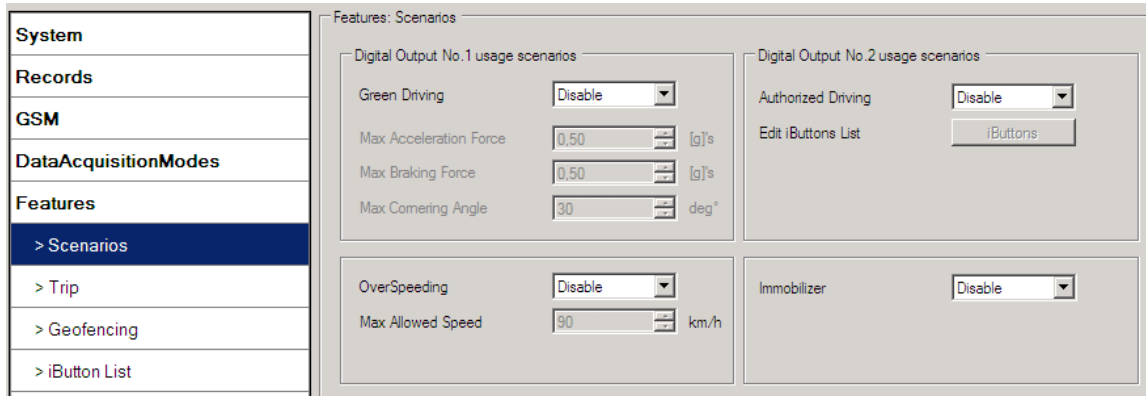 System
Records
GSM
DataAcquisitionModes
Features
> Scenarios
> Trip
> Geofencing
> iButton List
Features: Scenarios
Digital Output No.1 usage scenarios
Green Driving Disable
Max Acceleration Force 0,50 [g]'s
Max Braking Force 0,50 [g]'s
Max Cornering Angle 30 deg°
OverSpeeding Disable
Max Allowed Speed 90 km/h
Digital Output No.2 usage scenarios
Authorized Driving Disable
Edit iButtons List iButtons
Immobilizer Disable